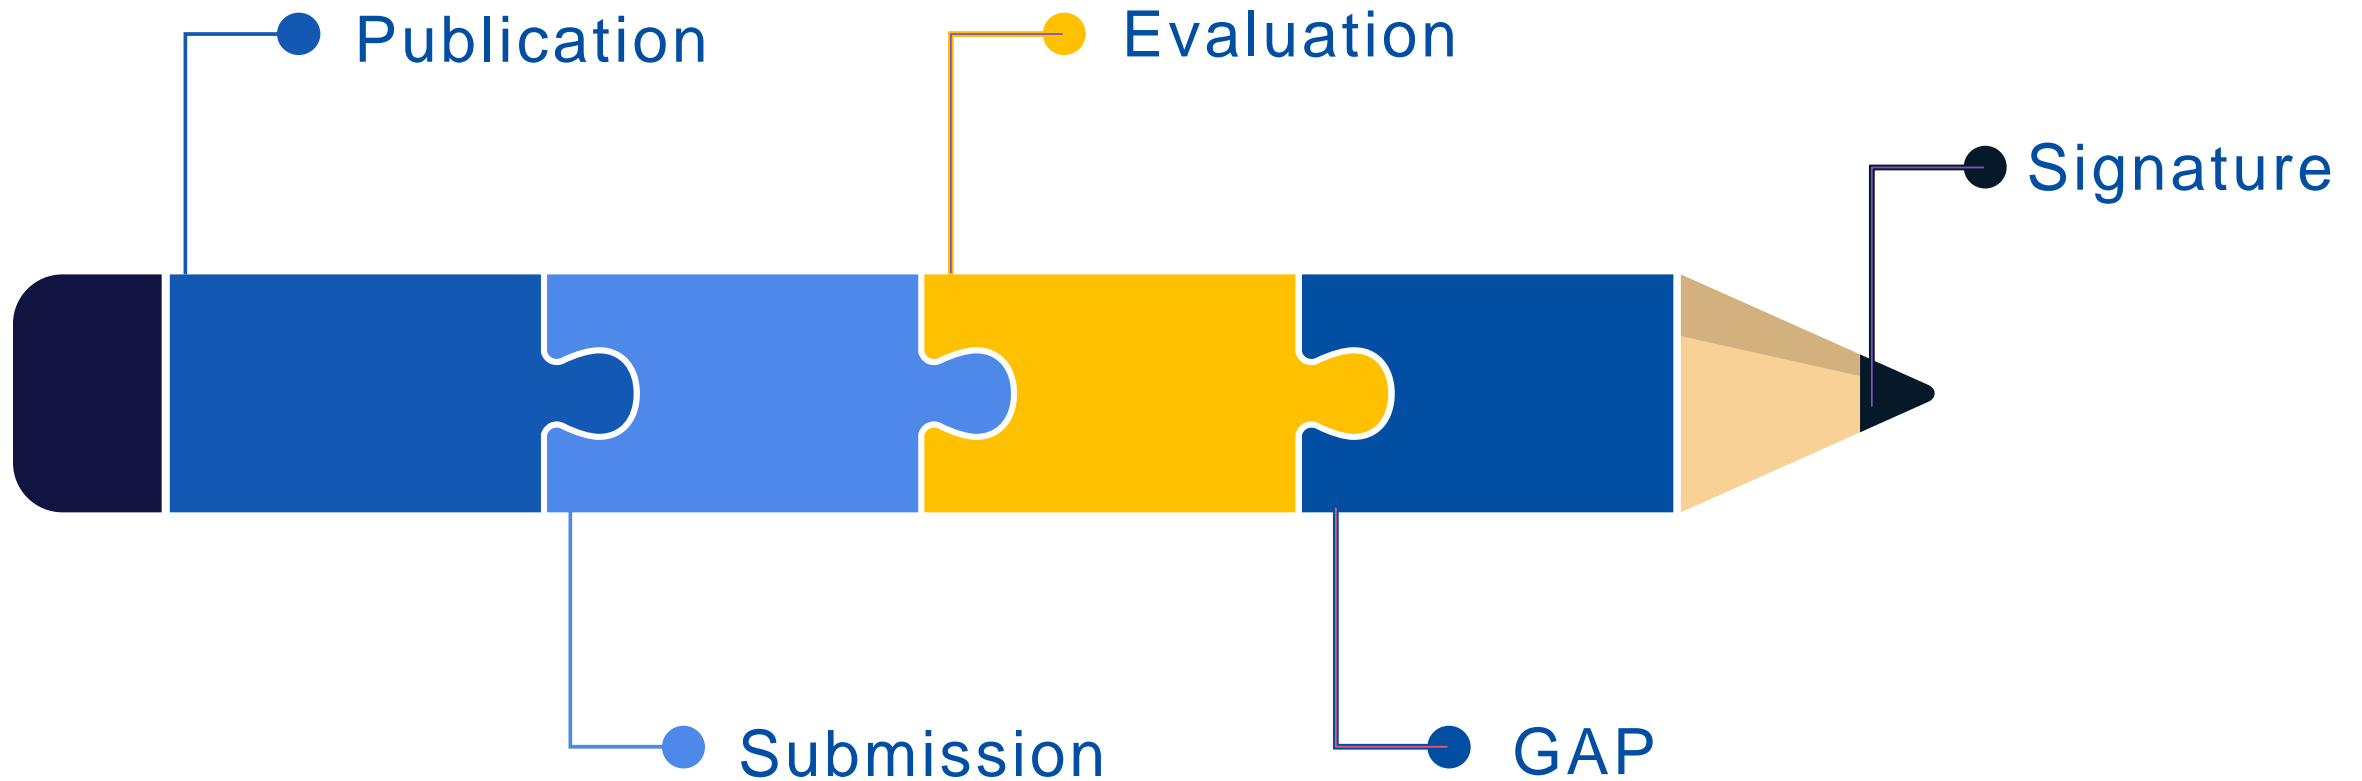 Publication
Evaluation
Signature
Submission
GAP